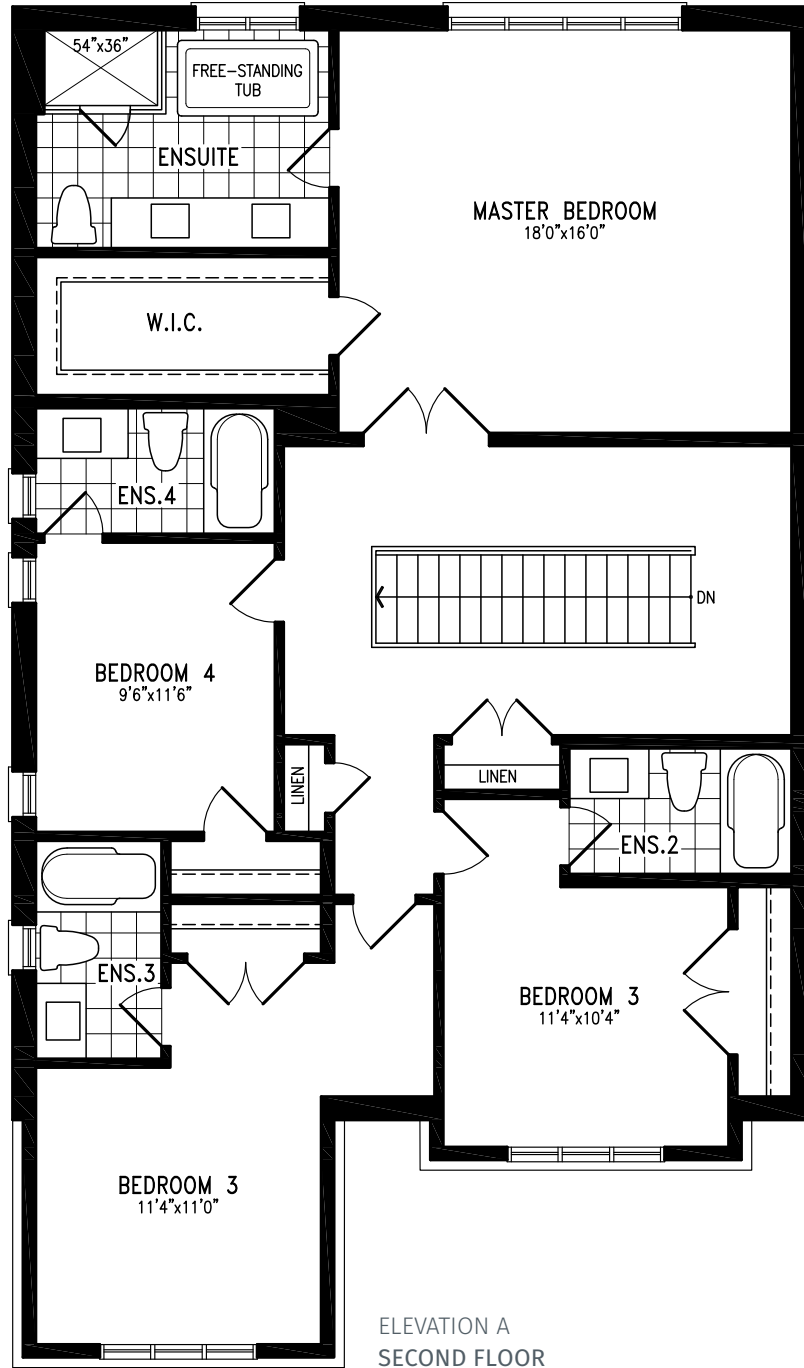 54"x36"
FREE-STANDING
TUB
ENSUITE
MASTER BEDROOM
18'0"x16'0"
W.I.C.
ENS.4
DN
BEDROOM 4
9'6"x11'6"
LINEN
LINEN
ENS.2
ENS.3
BEDROOM 3
11'4"x10'4"
BEDROOM 3
11'4"x11'0"
ELEVATION A
SECOND FLOOR